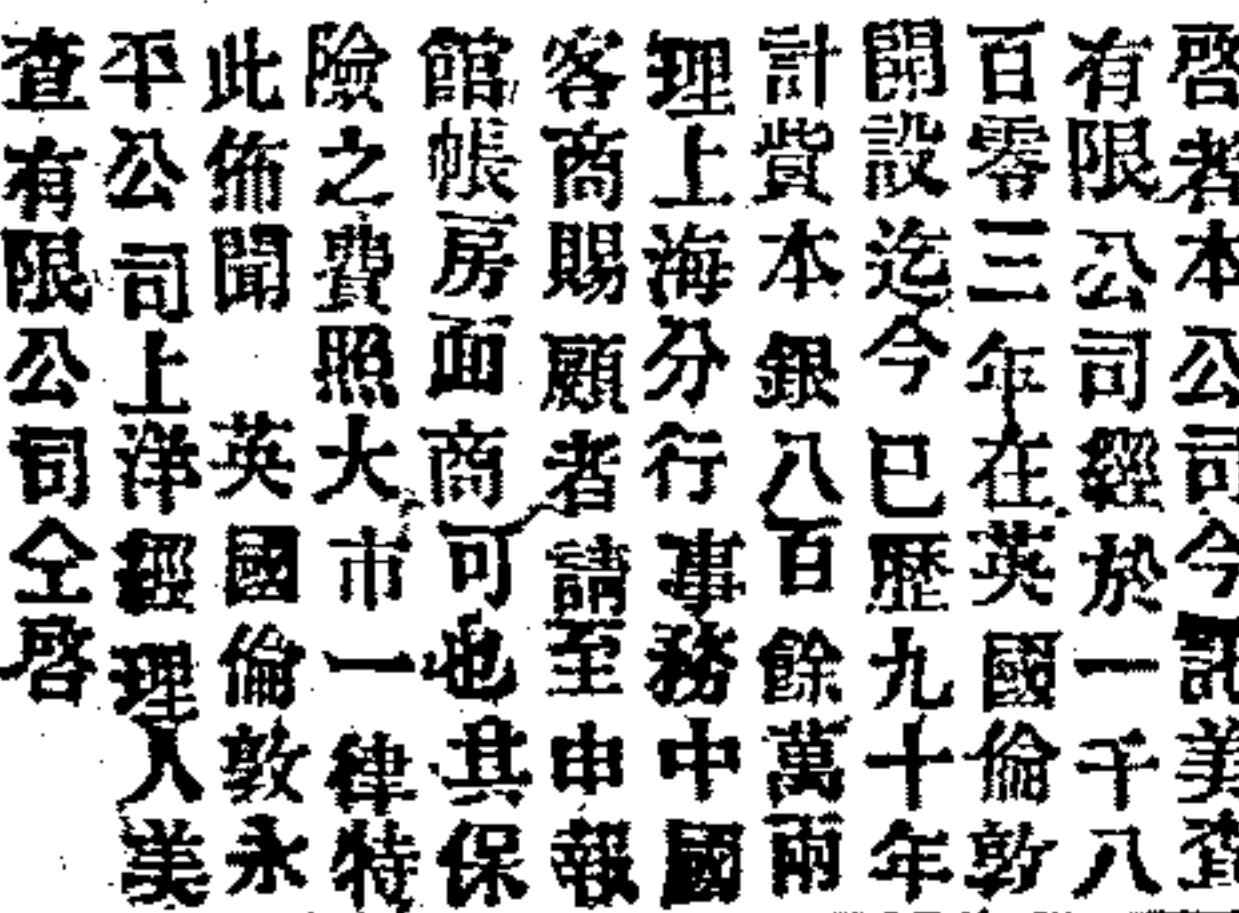 啓者本公司今託美查
有限公司經於一千八
百零三年在英國倫敦
開設迄今已歷九十年
計貲本銀八百餘萬兩
理上海分行事務中國
客商賜顧者請至申報
館帳房面商可也其保
險之費照大市一律特
此佈聞 英國倫敦永
平公司上洋經理人美
查有限公司仝啓